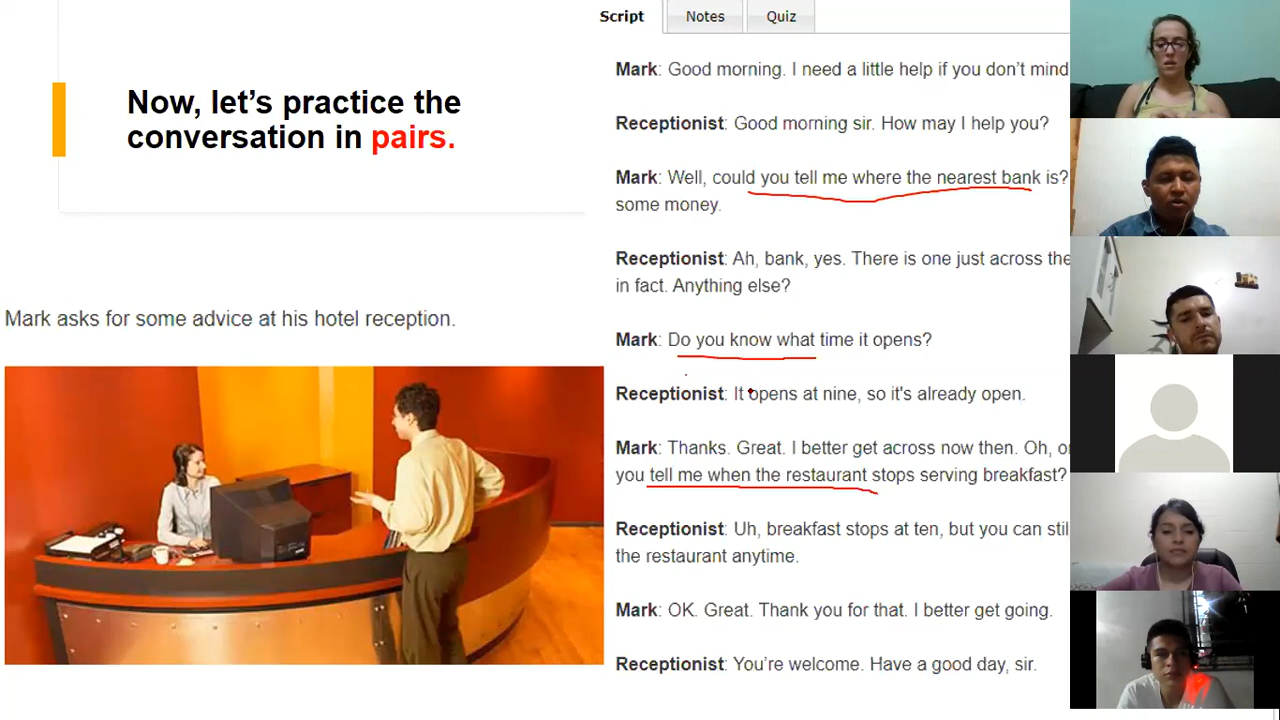 Now, let's practice the
conversation in pairs.
Mark asks for some advice at his hotel reception.
Script Notes Quiz
Mark: Good morning. I need a little help if you don't mind
Receptionist: Good morning sir. How may I help you?
Mark: Well, could you tell me where the nearest bank is?
some money.
Receptionist: Ah, bank, yes. There is one just across the
in fact. Anything else?
Mark: Do you know what time it opens?
Receptionist: It opens at nine, so it's already open.
Mark: Thanks. Great. I better get across now then. Oh,
you tell me when the restaurant stops serving breakfast?
Receptionist: Uh, breakfast stops at ten, but you can
the restaurant anytime.
Mark: OK. Great. Thank you for that. I better get going.
Receptionist: You're welcome. Have a good day, sir.